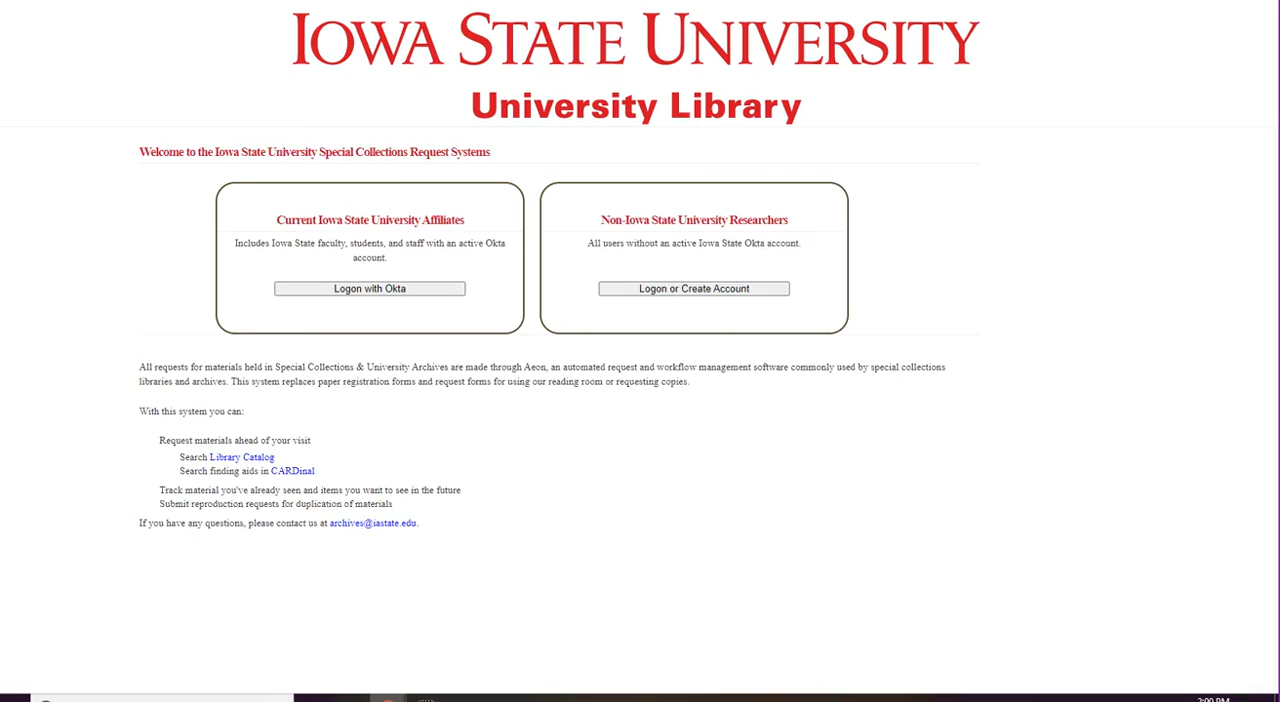 IOWA STATE UNIVERSITY
University Library
Welcome to the Iowa State University Special Collections Request Systems
Current Iowa State University Affiliates
Includes Iowa State faculty, students, and staff with an active Okta
account.
Logon with Okta
Non-Iowa State University Researchers
All users without an active Iowa State Okta account.
Logon or Create Account
All requests for materials held in Special Collections & University Archives are made through Aeon, an automated request and workflow management software commonly used by special collections
libraries and archives. This system replaces paper registration forms and request forms for using our reading room or requesting copies.
With this system you can:
Request materials ahead of your visit
Search Library Catalog
Search finding aids in CARDinal
Track material you've already seen and items you want to see in the future
Submit reproduction requests for duplication of materials
If you have any questions, please contact us at archives@iastate.edu.
2:00 PM